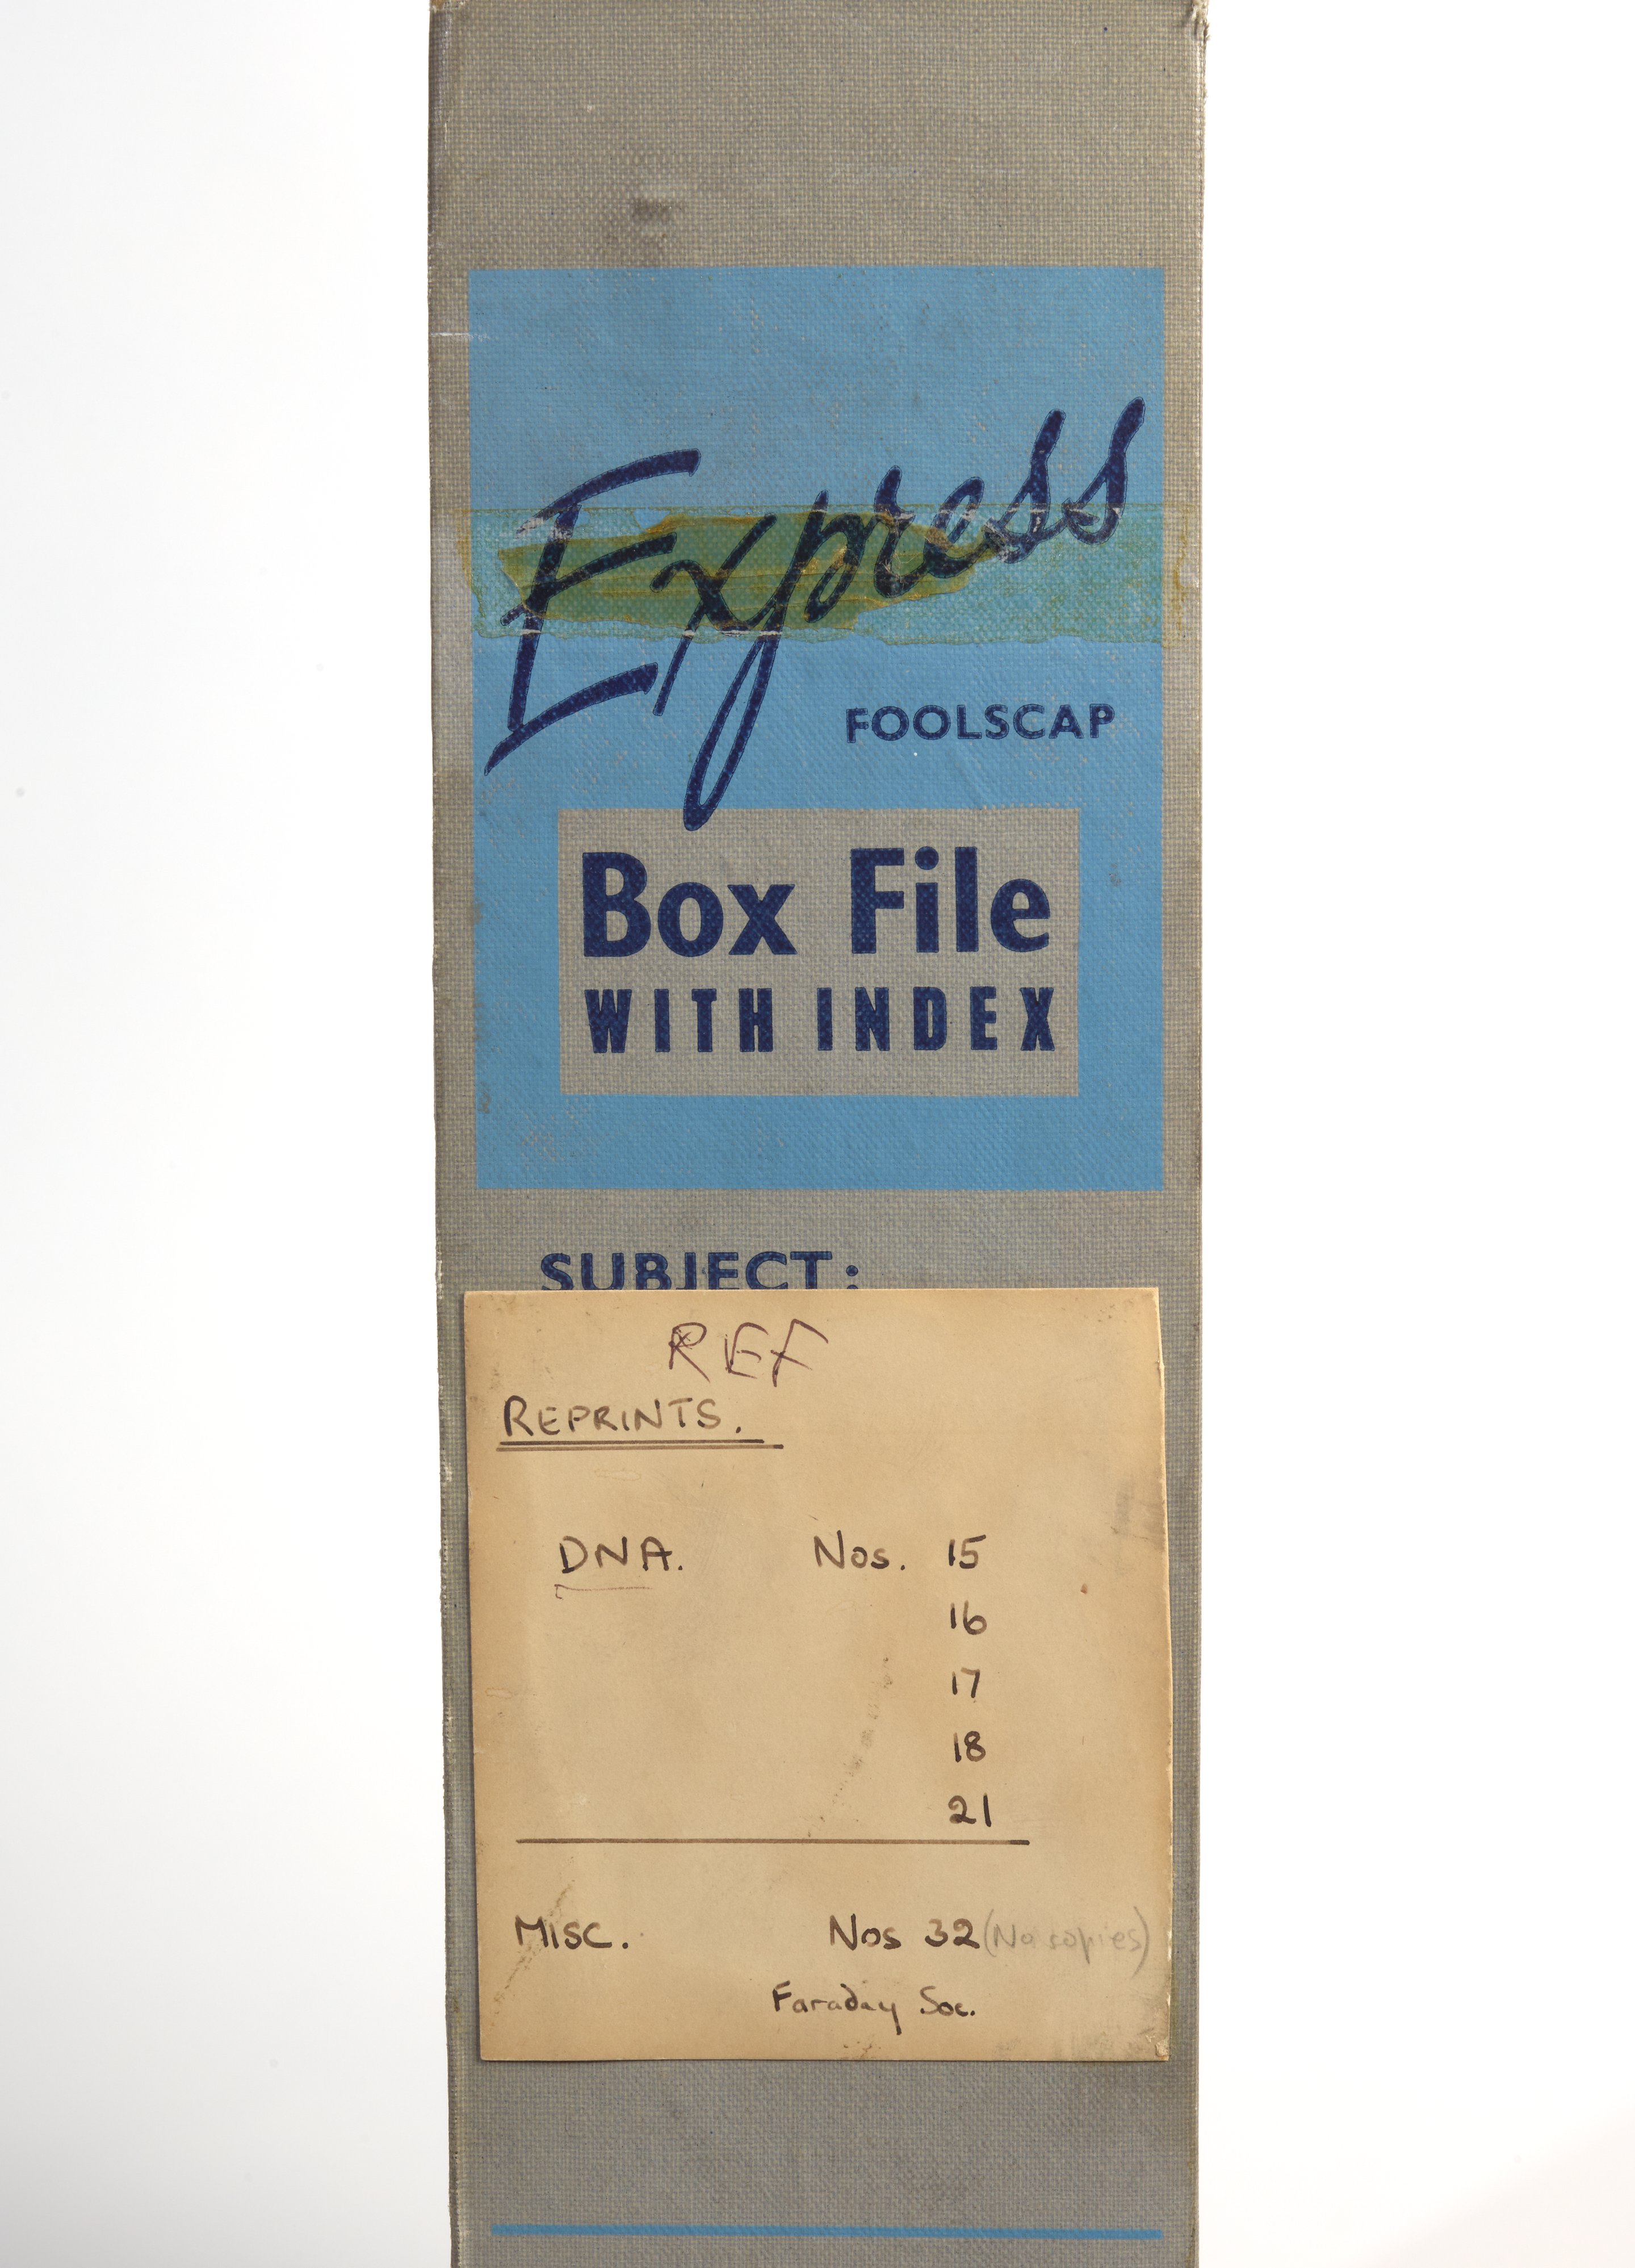 Express
FOOLSCAP
Box File
WITH INDEX
SUBJECT:
REF
REPRINTS.
DNA. Nos. 15
16
17
18
21
MISC. Nos 32 (No copies)
Faraday Soc.